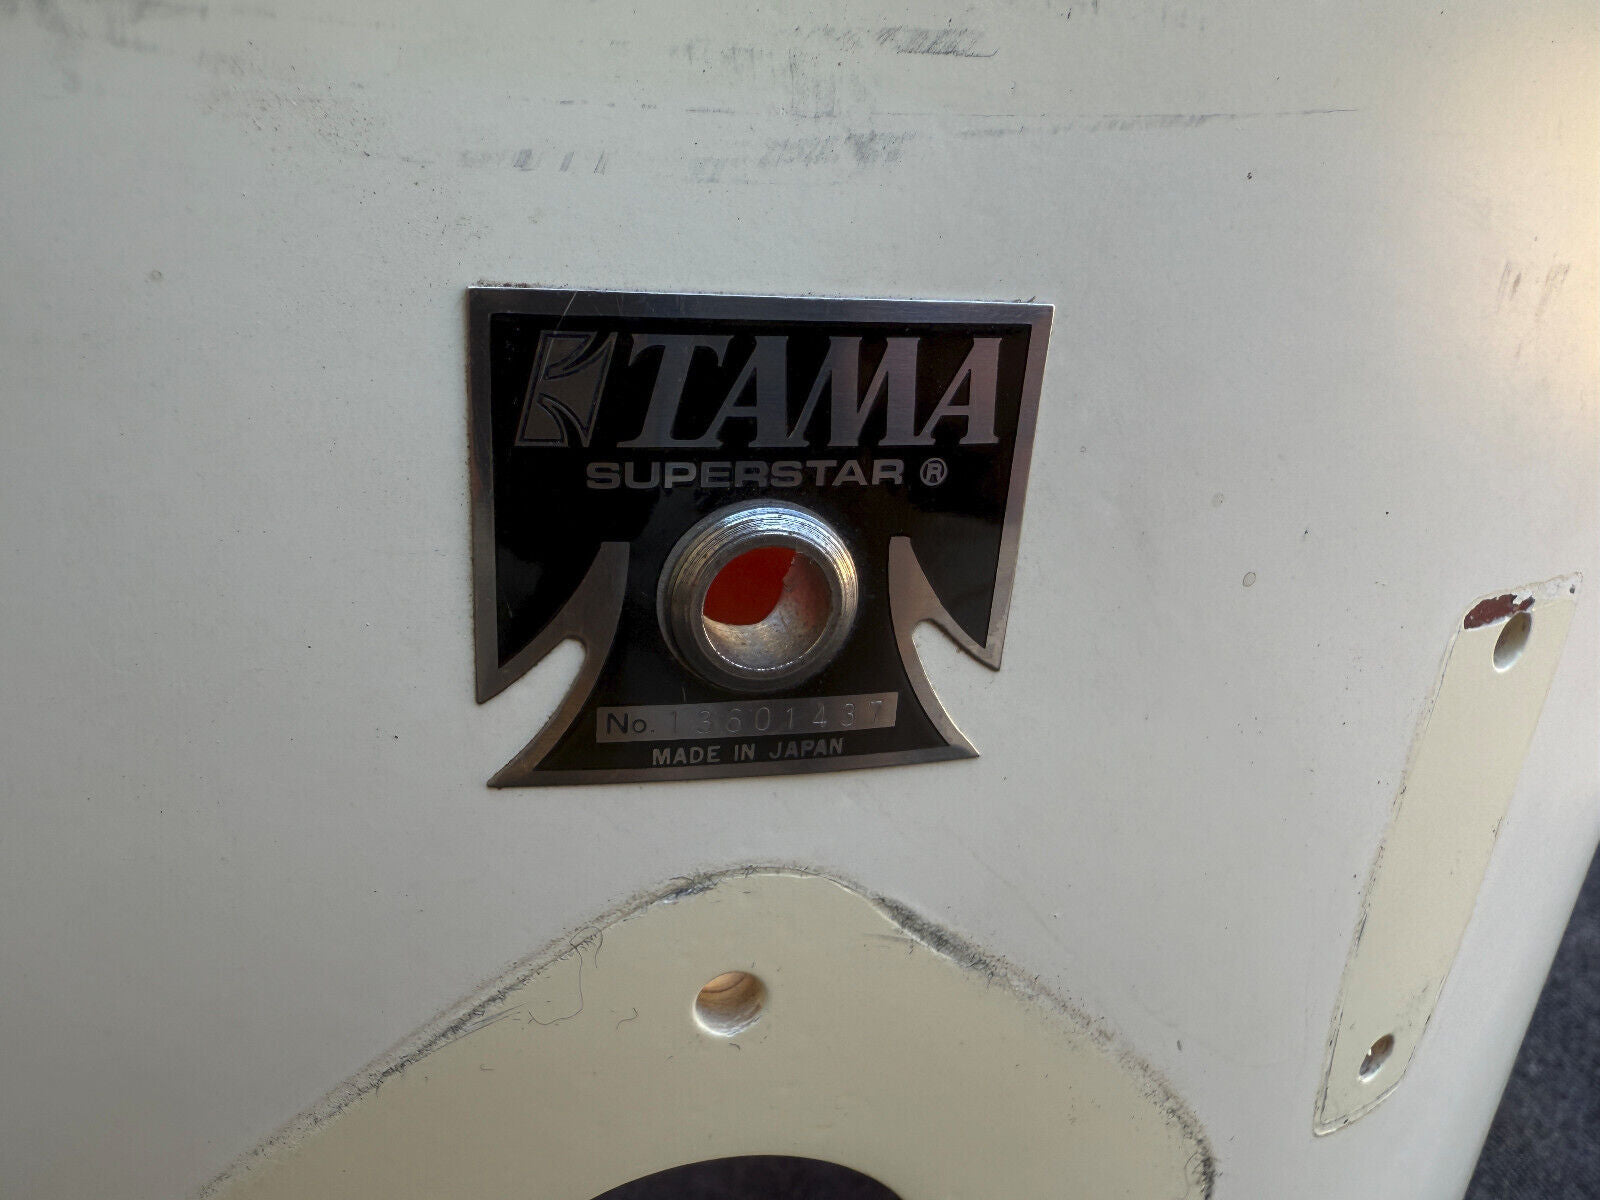 TAMA
SUPERSTAR ®
No. 13601437
MADE IN JAPAN